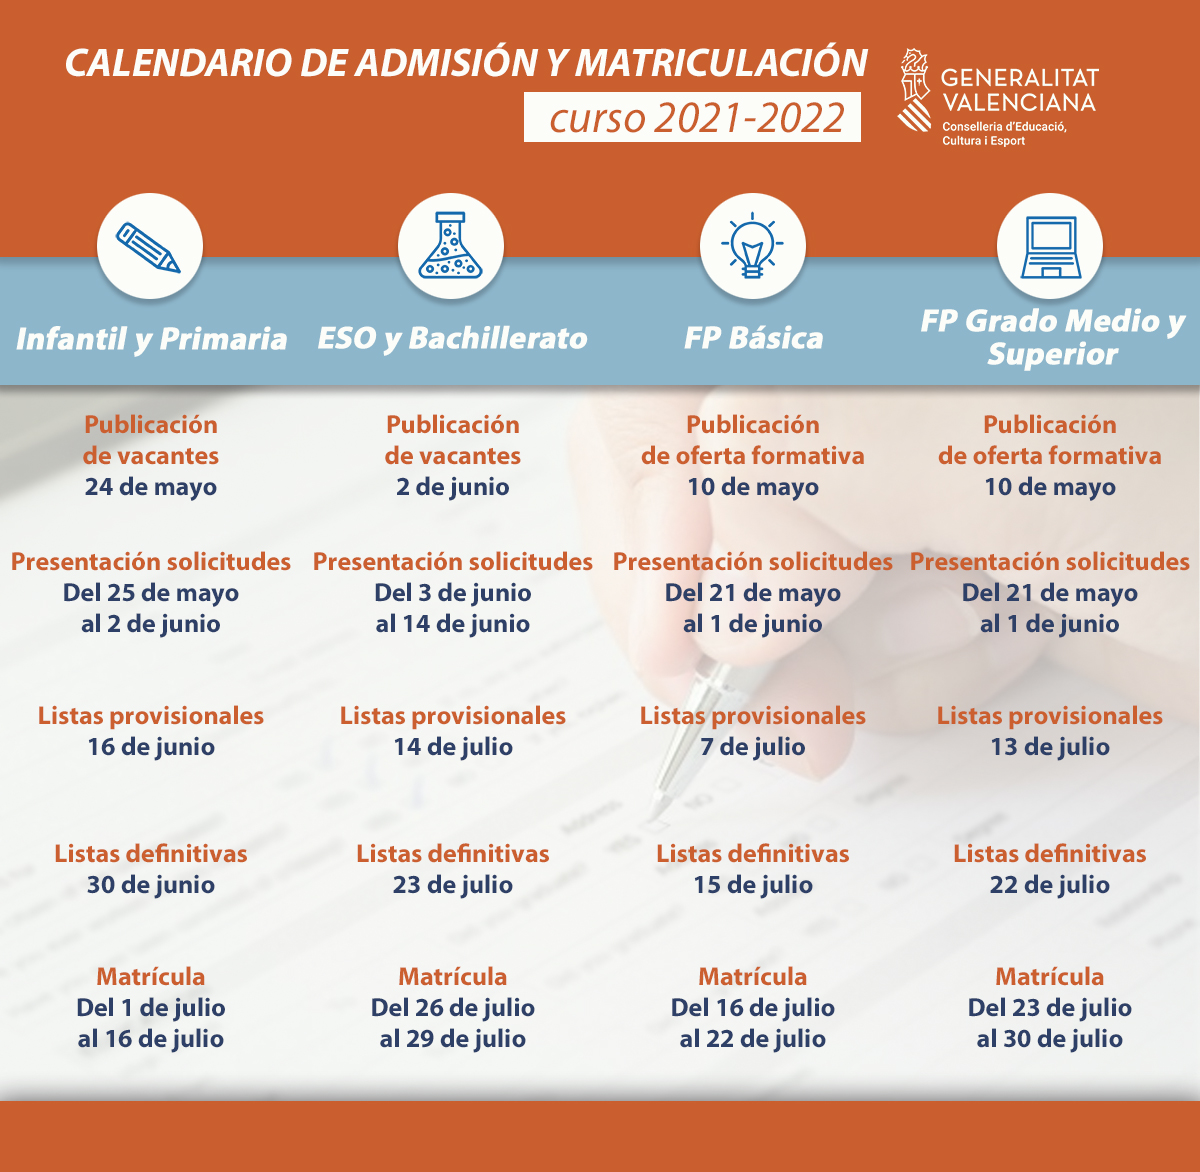 CALENDARIO DE ADMISIÓN Y MATRICULACIÓN
curso 2021-2022
GENERALITAT
VALENCIANA
Conselleria d'Educació,
Cultura i Esport
Infantil y Primaria
Publicación
de vacantes
24 de mayo
Presentación solicitudes
Del 25 de mayo
al 2 de junio
Listas provisionales
16 de junio
Listas definitivas
30 de junio
Matrícula
Del 1 de julio
al 16 de julio
ESO y Bachillerato
Publicación
de vacantes
2 de junio
Presentación solicitudes
Del 3 de junio
al 14 de junio
Listas provisionales
14 de julio
Listas definitivas
23 de julio
Matrícula
Del 26 de julio
al 29 de julio
FP Básica
Publicación
de oferta formativa
10 de mayo
Presentación solicitudes
Del 21 de mayo
al 1 de junio
Listas provisionales
7 de julio
Listas definitivas
15 de julio
Matrícula
Del 16 de julio
al 22 de julio
FP Grado Medio y
Superior
Publicación
de oferta formativa
10 de mayo
Presentación solicitudes
Del 21 de mayo
al 1 de junio
Listas provisionales
13 de julio
Listas definitivas
22 de julio
Matrícula
Del 23 de julio
al 30 de julio